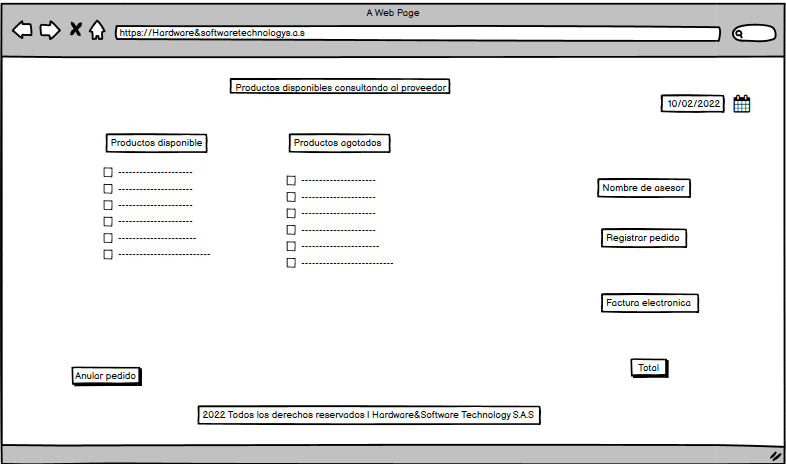 A Web Page
https://Hardware&softwaretechnologys.a.s
Productos disponibles consultando al proveedor
10/02/2022
Productos disponible
Productos agotados
Nombre de asesor
Registrar pedido
Factura electronica
Anular pedido
Total
2022 Todos los derechos reservados | Hardware&Software Technology S.A.S